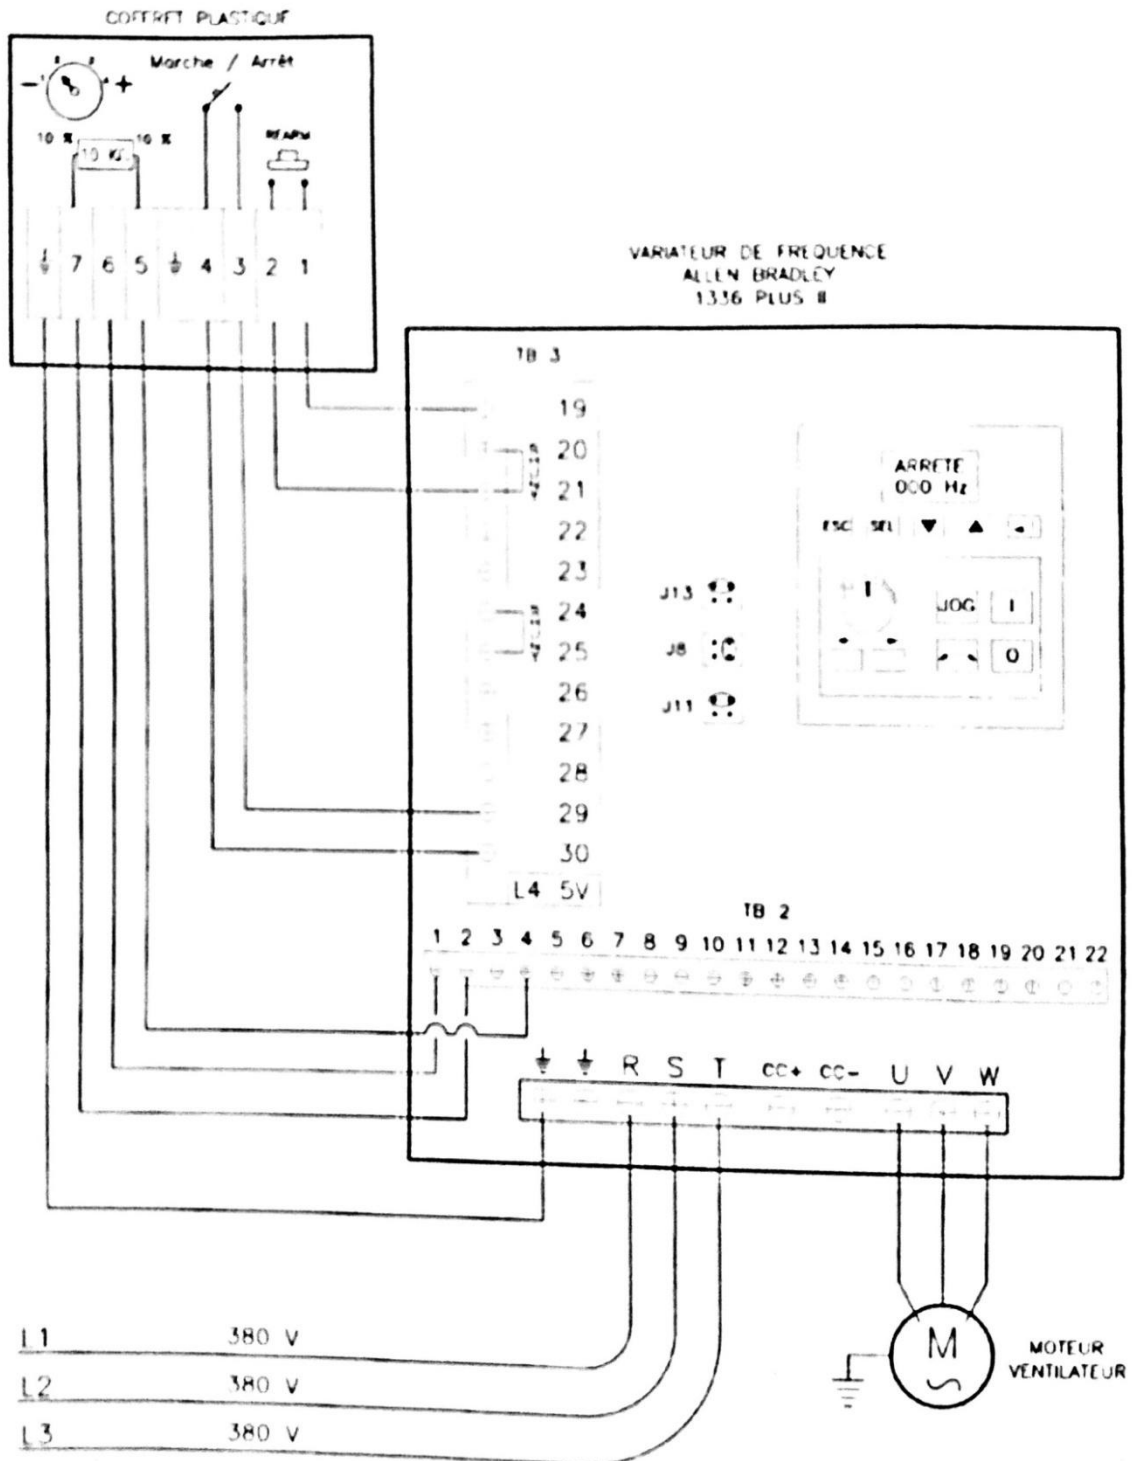 COFFRET PLASTIQUE
Marche / Arrêt
- +
10 % 10 %
10 KΩ
REARM
7 6 5 4 3 2 1
VARIATEUR DE FREQUENCE
ALLEN BRADLEY
1336 PLUS II
TB 3
19
20
21
22
23
24
25
26
27
28
29
30
L4 5V
ARRETE
000 Hz
ESC SEL
JOG I
O
J13
J8
J11
TB 2
1 2 3 4 5 6 7 8 9 10 11 12 13 14 15 16 17 18 19 20 21 22
R S T CC+ CC- U V W
L1 380 V
L2 380 V
L3 380 V
M
MOTEUR
VENTILATEUR